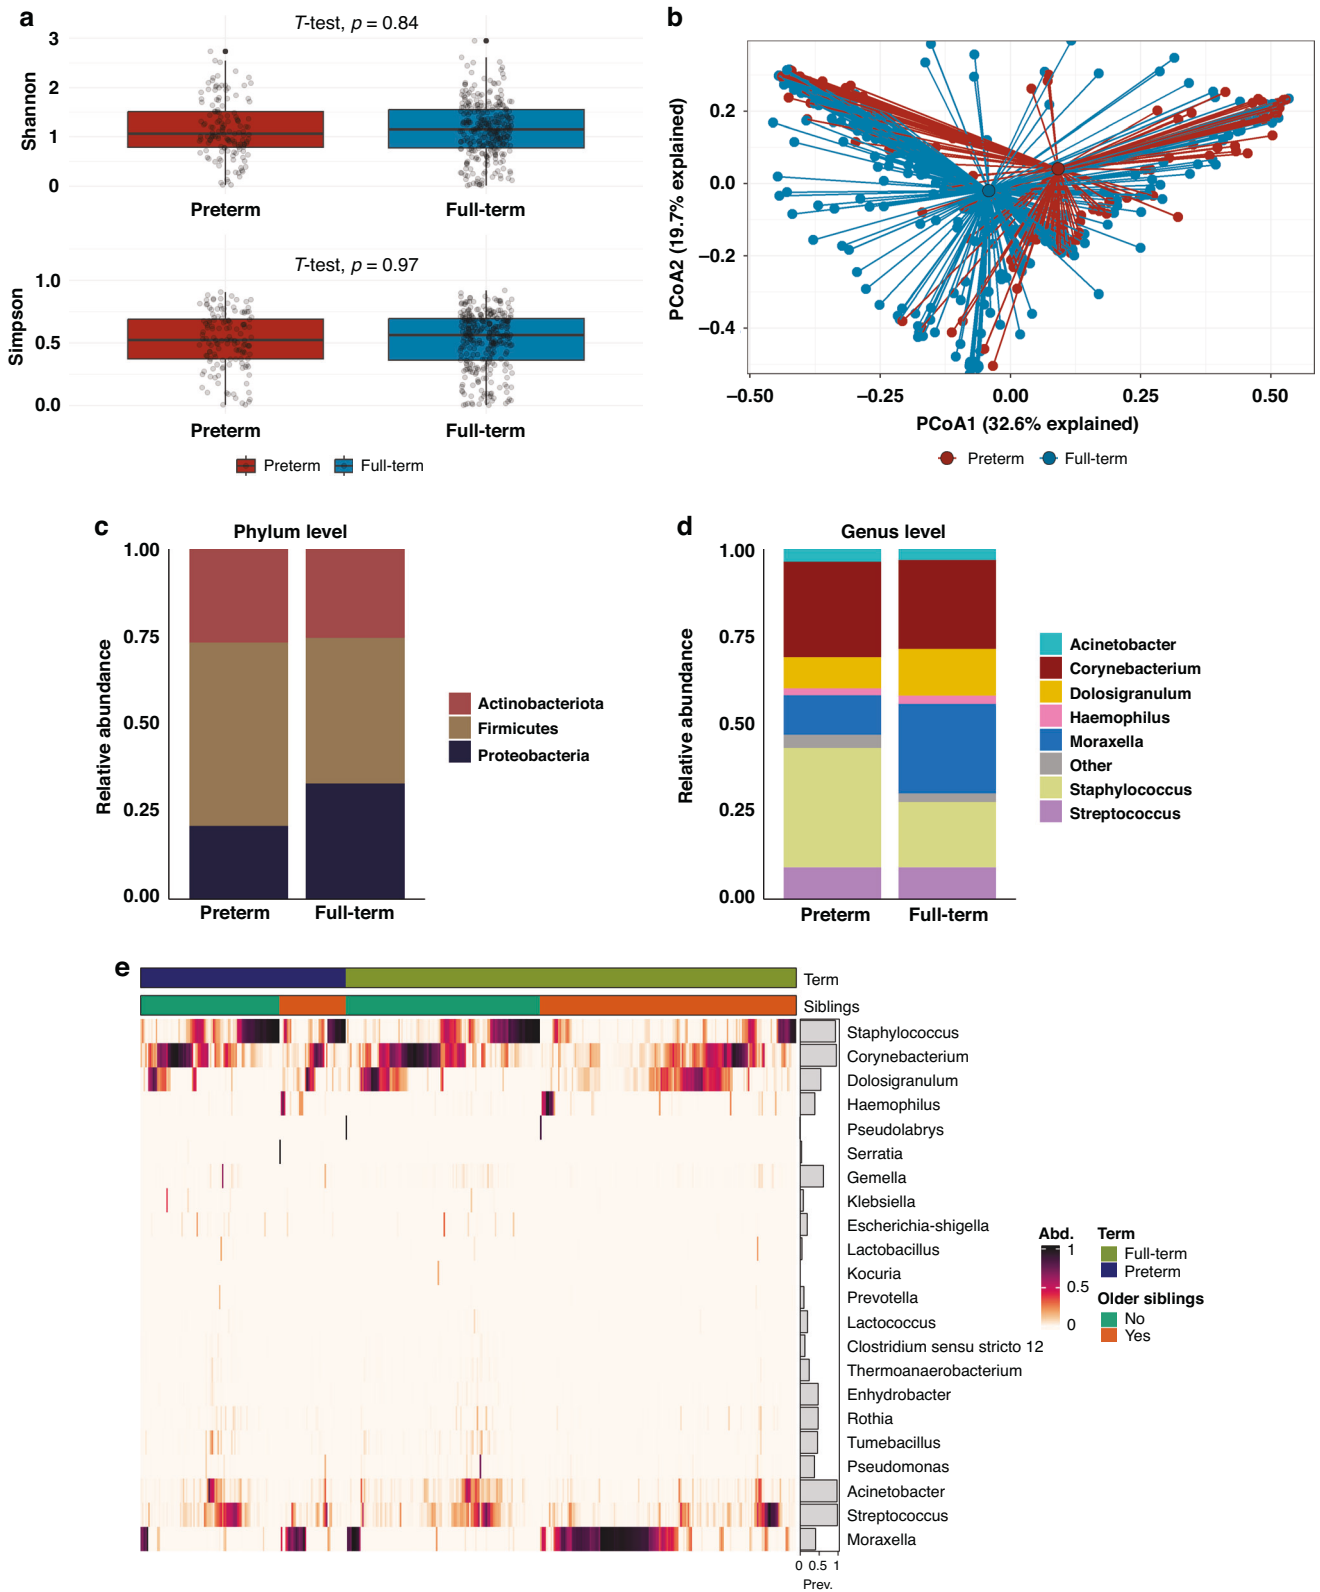 a
T-test, p = 0.84
Shannon
3
2
1
0
Preterm
Full-term
T-test, p = 0.97
Simpson
1.0
0.5
0.0
Preterm
Full-term
Preterm
Full-term
b
PCoA2 (19.7% explained)
0.2
0.0
−0.2
−0.4
−0.50
−0.25
0.00
0.25
0.50
PCoA1 (32.6% explained)
Preterm
Full-term
c
Phylum level
Relative abundance
1.00
0.75
0.50
0.25
0.00
Preterm
Full-term
Actinobacteriota
Firmicutes
Proteobacteria
d
Genus level
Relative abundance
1.00
0.75
0.50
0.25
0.00
Preterm
Full-term
Acinetobacter
Corynebacterium
Dolosigranulum
Haemophilus
Moraxella
Other
Staphylococcus
Streptococcus
e
Term
Siblings
Staphylococcus
Corynebacterium
Dolosigranulum
Haemophilus
Pseudolabrys
Serratia
Gemella
Klebsiella
Escherichia-shigella
Lactobacillus
Kocuria
Prevotella
Lactococcus
Clostridium sensu stricto 12
Thermoanaerobacterium
Enhydrobacter
Rothia
Tumebacillus
Pseudomonas
Acinetobacter
Streptococcus
Moraxella
0 0.5 1
Prev.
Abd.
1
0.5
0
Term
Full-term
Preterm
Older siblings
No
Yes